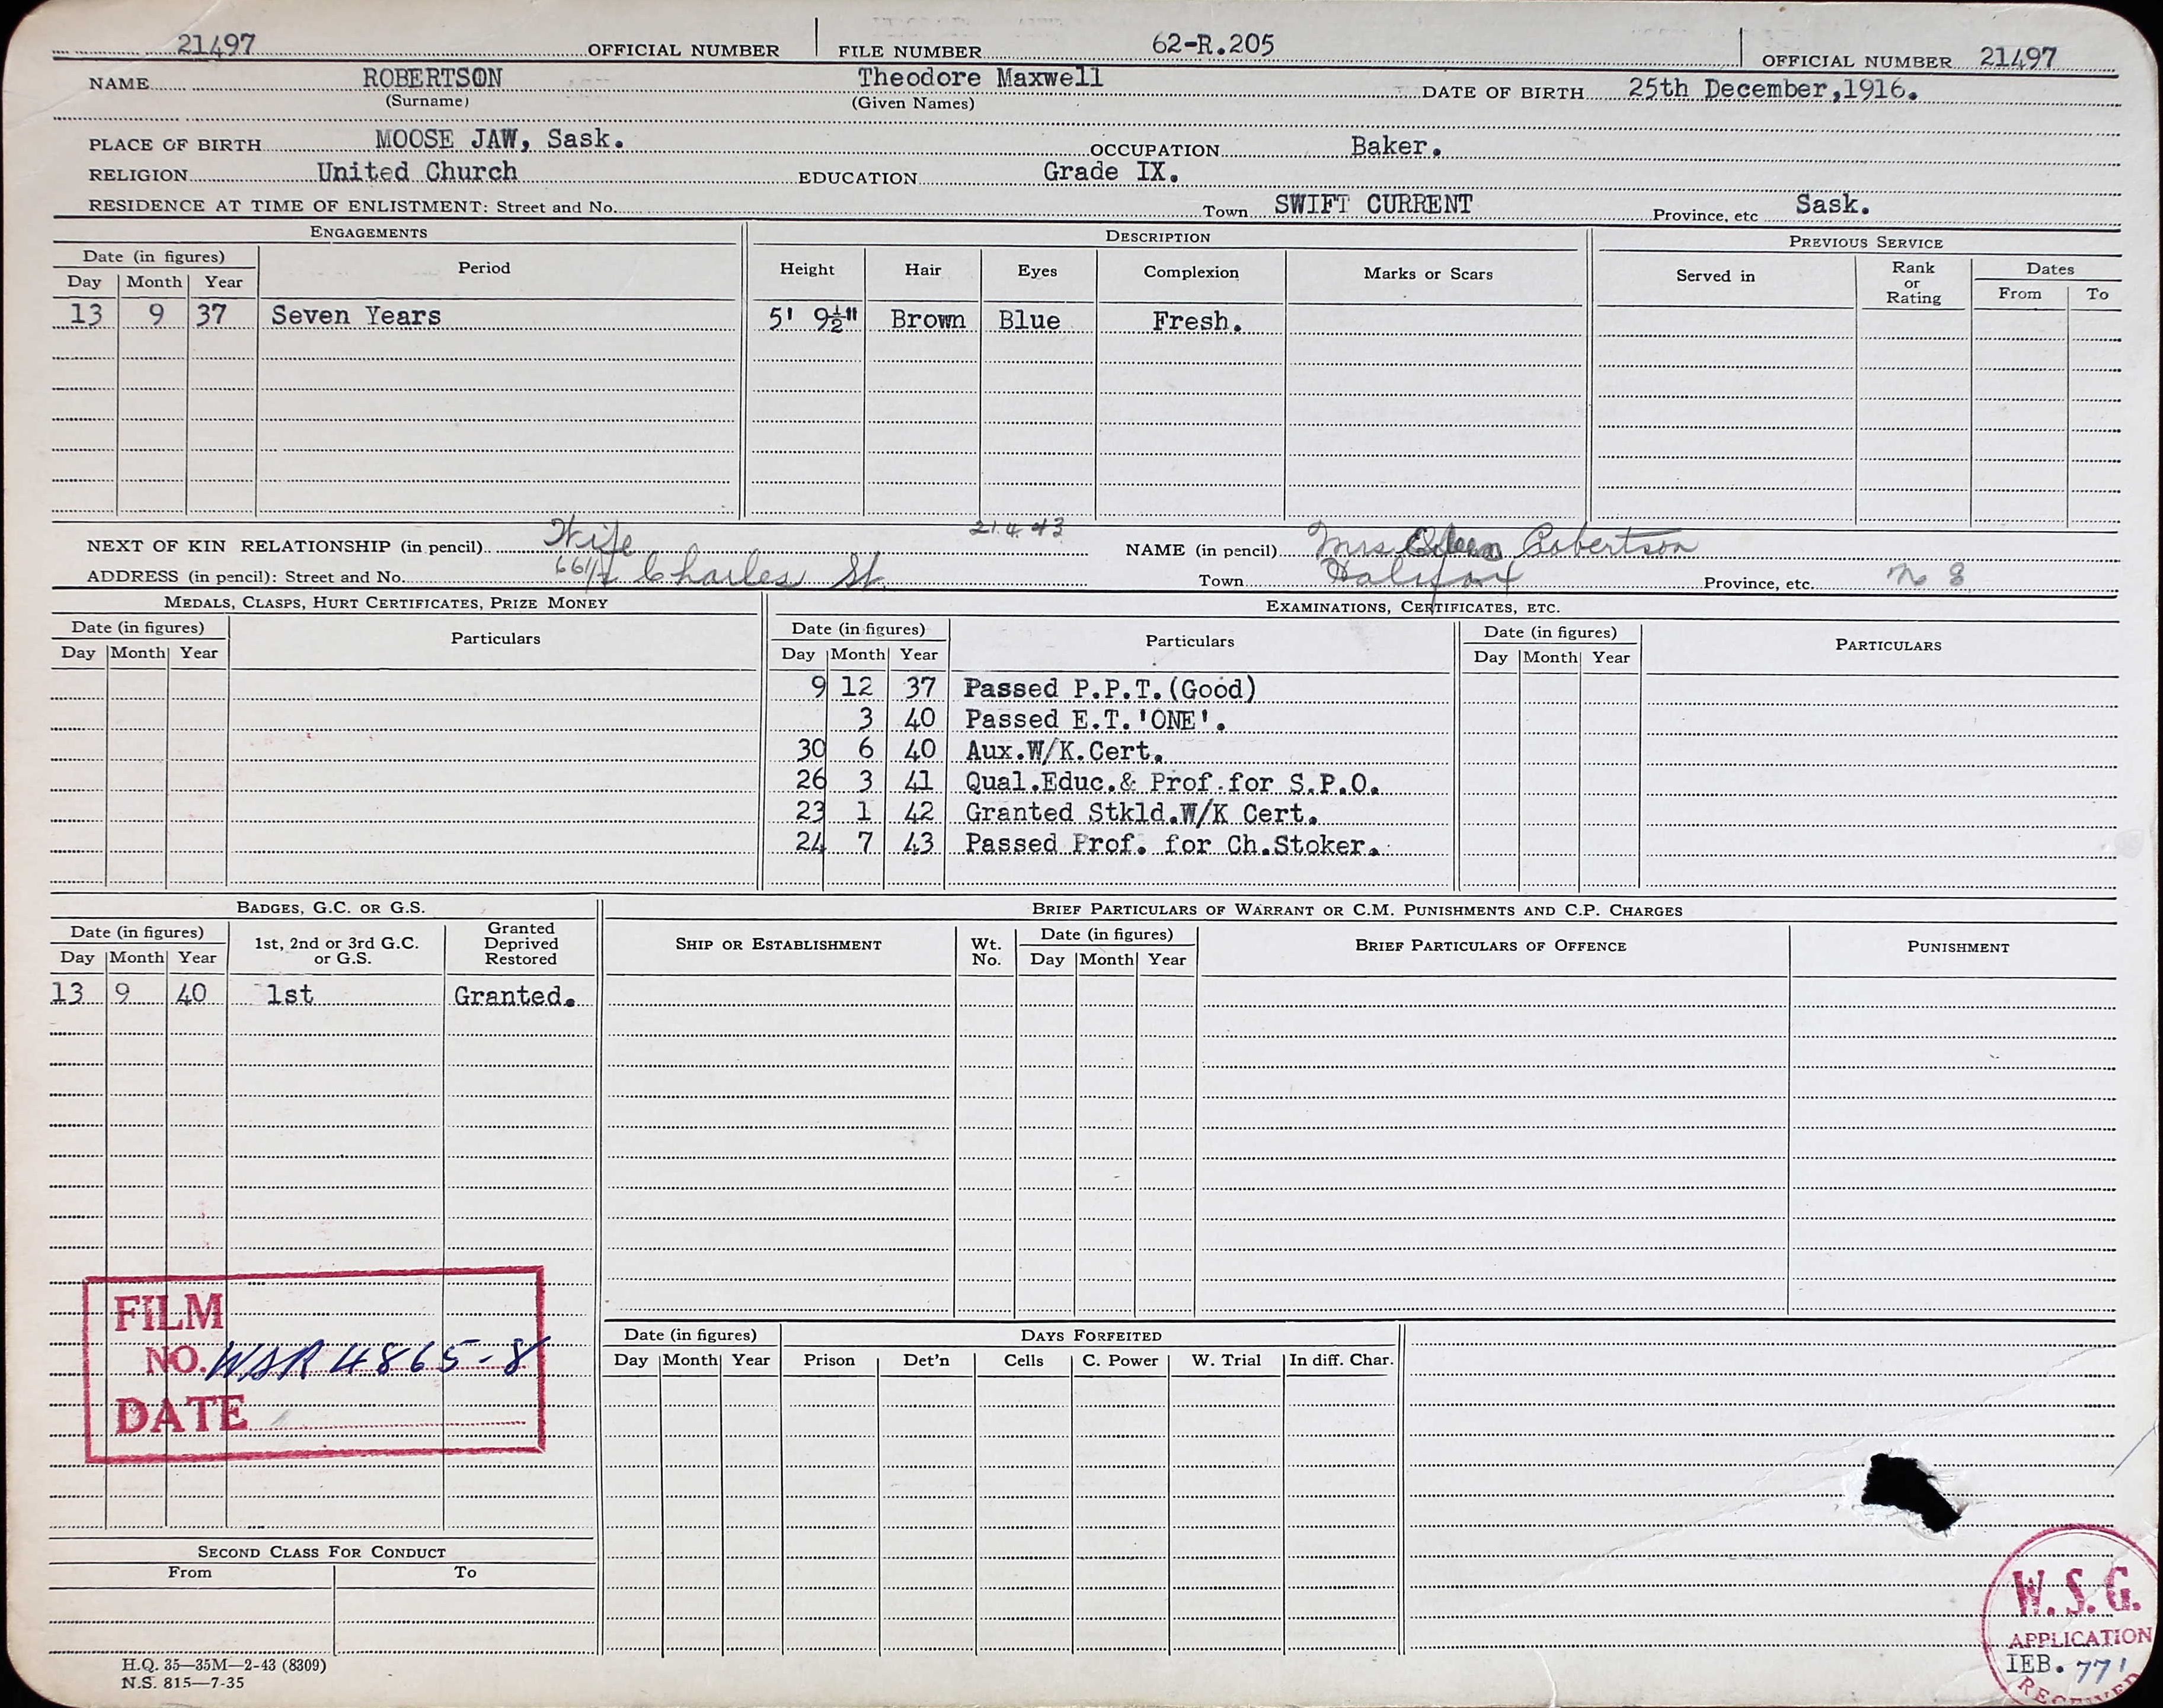 21497 OFFICIAL NUMBER FILE NUMBER 62-R.205 OFFICIAL NUMBER 21497
NAME ROBERTSON Theodore Maxwell DATE OF BIRTH 25th December,1916.
(Surname) (Given Names)
PLACE OF BIRTH MOOSE JAW, Sask. OCCUPATION Baker.
RELIGION United Church EDUCATION Grade IX.
RESIDENCE AT TIME OF ENLISTMENT: Street and No. Town SWIFT CURRENT Province, etc Sask.
ENGAGEMENTS DESCRIPTION PREVIOUS SERVICE
Date (in figures) Period Height Hair Eyes Complexion Marks or Scars Served in Rank or Rating Dates
Day Month Year From To
13 9 37 Seven Years 5' 9½" Brown Blue Fresh.
21.4.43
NEXT OF KIN RELATIONSHIP (in pencil) Wife NAME (in pencil) Mrs Robertson
ADDRESS (in pencil): Street and No. Charles St. Town Halifax Province, etc. N S
MEDALS, CLASPS, HURT CERTIFICATES, PRIZE MONEY EXAMINATIONS, CERTIFICATES, ETC.
Date (in figures) Particulars Date (in figures) Particulars Date (in figures) PARTICULARS
Day Month Year Day Month Year Day Month Year
9 12 37 Passed P.P.T.(Good)
3 40 Passed E.T.'ONE'.
30 6 40 Aux.W/K.Cert.
26 3 41 Qual.Educ.& Prof.for S.P.O.
23 1 42 Granted Stkld.W/K Cert.
24 7 43 Passed Prof. for Ch.Stoker.
BADGES, G.C. OR G.S. BRIEF PARTICULARS OF WARRANT OR C.M. PUNISHMENTS AND C.P. CHARGES
Date (in figures) 1st, 2nd or 3rd G.C. or G.S. Granted Deprived Restored SHIP OR ESTABLISHMENT Wt. No. Date (in figures) BRIEF PARTICULARS OF OFFENCE PUNISHMENT
Day Month Year Day Month Year
13 9 40 1st Granted.
FILM
NO. WSR 4865-8
DATE
Date (in figures) DAYS FORFEITED
Day Month Year Prison Det'n Cells C. Power W. Trial In diff. Char.
SECOND CLASS FOR CONDUCT
From To
W.S.G.
APPLICATION
IEB. 771
RECEIVED
H.Q. 35—35M—2-43 (8309)
N.S. 815—7-35